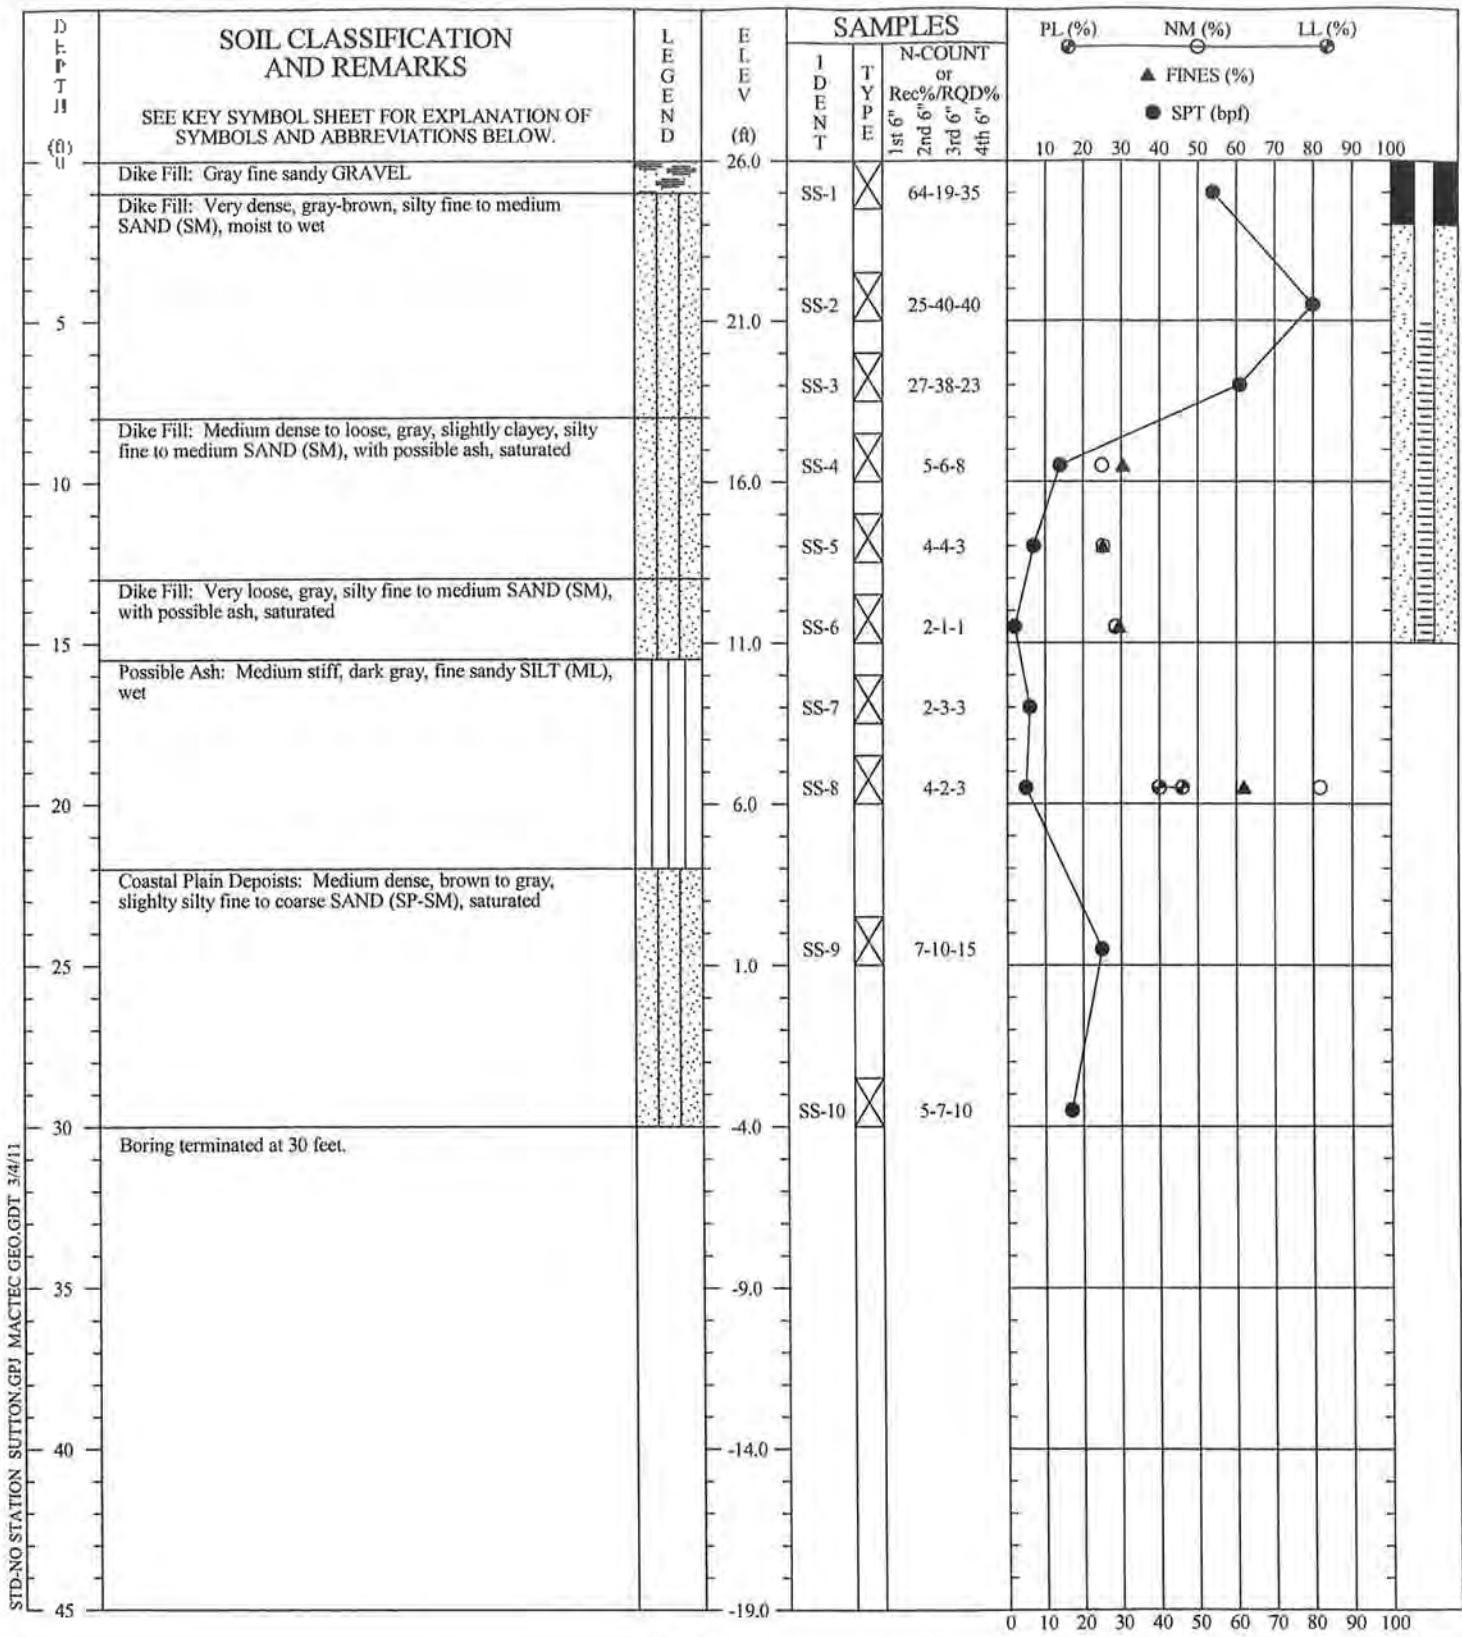 DEPTH
(ft)
SOIL CLASSIFICATION
AND REMARKS
SEE KEY SYMBOL SHEET FOR EXPLANATION OF
SYMBOLS AND ABBREVIATIONS BELOW.
LEGEND
ELEV
(ft)
SAMPLES
IDENT
TYPE
N-COUNT
or
Rec%/RQD%
1st 6"
2nd 6"
3rd 6"
4th 6"
PL (%) NM (%) LL (%)
FINES (%)
SPT (bpf)
10 20 30 40 50 60 70 80 90 100
0
26.0
Dike Fill: Gray fine sandy GRAVEL
SS-1 64-19-35
Dike Fill: Very dense, gray-brown, silty fine to medium
SAND (SM), moist to wet
SS-2 25-40-40
5
21.0
SS-3 27-38-23
Dike Fill: Medium dense to loose, gray, slightly clayey, silty
fine to medium SAND (SM), with possible ash, saturated
SS-4 5-6-8
10
16.0
SS-5 4-4-3
Dike Fill: Very loose, gray, silty fine to medium SAND (SM),
with possible ash, saturated
SS-6 2-1-1
15
11.0
Possible Ash: Medium stiff, dark gray, fine sandy SILT (ML),
wet
SS-7 2-3-3
SS-8 4-2-3
20
6.0
Coastal Plain Depoists: Medium dense, brown to gray,
slighlty silty fine to coarse SAND (SP-SM), saturated
SS-9 7-10-15
25
1.0
SS-10 5-7-10
30
-4.0
Boring terminated at 30 feet.
35
-9.0
40
-14.0
45
-19.0
0 10 20 30 40 50 60 70 80 90 100
STD-NO STATION SUTTON.GPJ MACTEC GEO.GDT 3/4/11